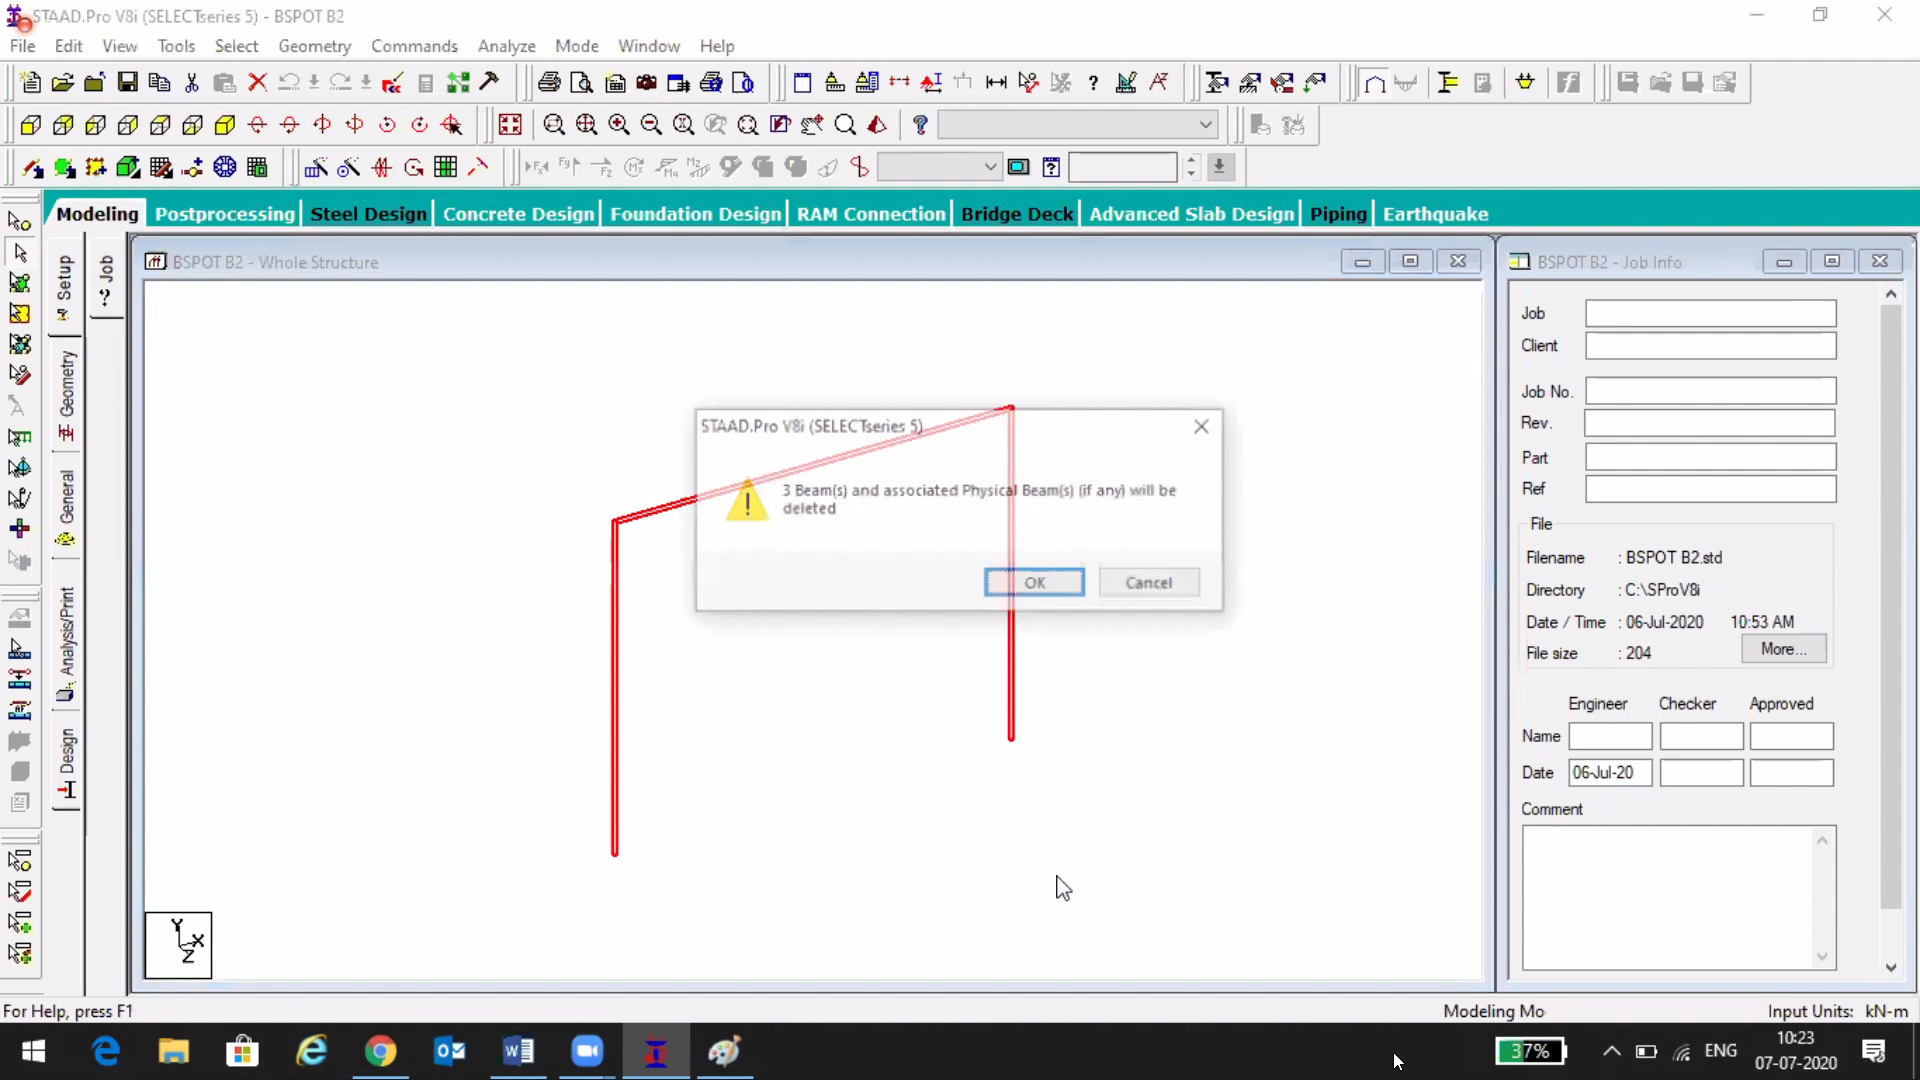 STAAD.Pro V8i (SELECTseries 5) - BSPOT B2
File Edit View Tools Select Geometry Commands Analyze Mode Window Help
Modeling Postprocessing Steel Design Concrete Design Foundation Design RAM Connection Bridge Deck Advanced Slab Design Piping Earthquake
Setup
Geometry
General
Analysis/Print
Design
Job
BSPOT B2 - Whole Structure
STAAD.Pro V8i (SELECTseries 5)
3 Beam(s) and associated Physical Beam(s) (if any) will be
deleted
OK Cancel
Y
X
Z
BSPOT B2 - Job Info
Job
Client
Job No.
Rev.
Part
Ref
File
Filename : BSPOT B2.std
Directory : C:\SProV8i
Date / Time : 06-Jul-2020 10:53 AM
File size : 204 More...
Engineer Checker Approved
Name
Date 06-Jul-20
Comment
For Help, press F1 Modeling Mo Input Units: kN-m
37% ENG 10:23
07-07-2020